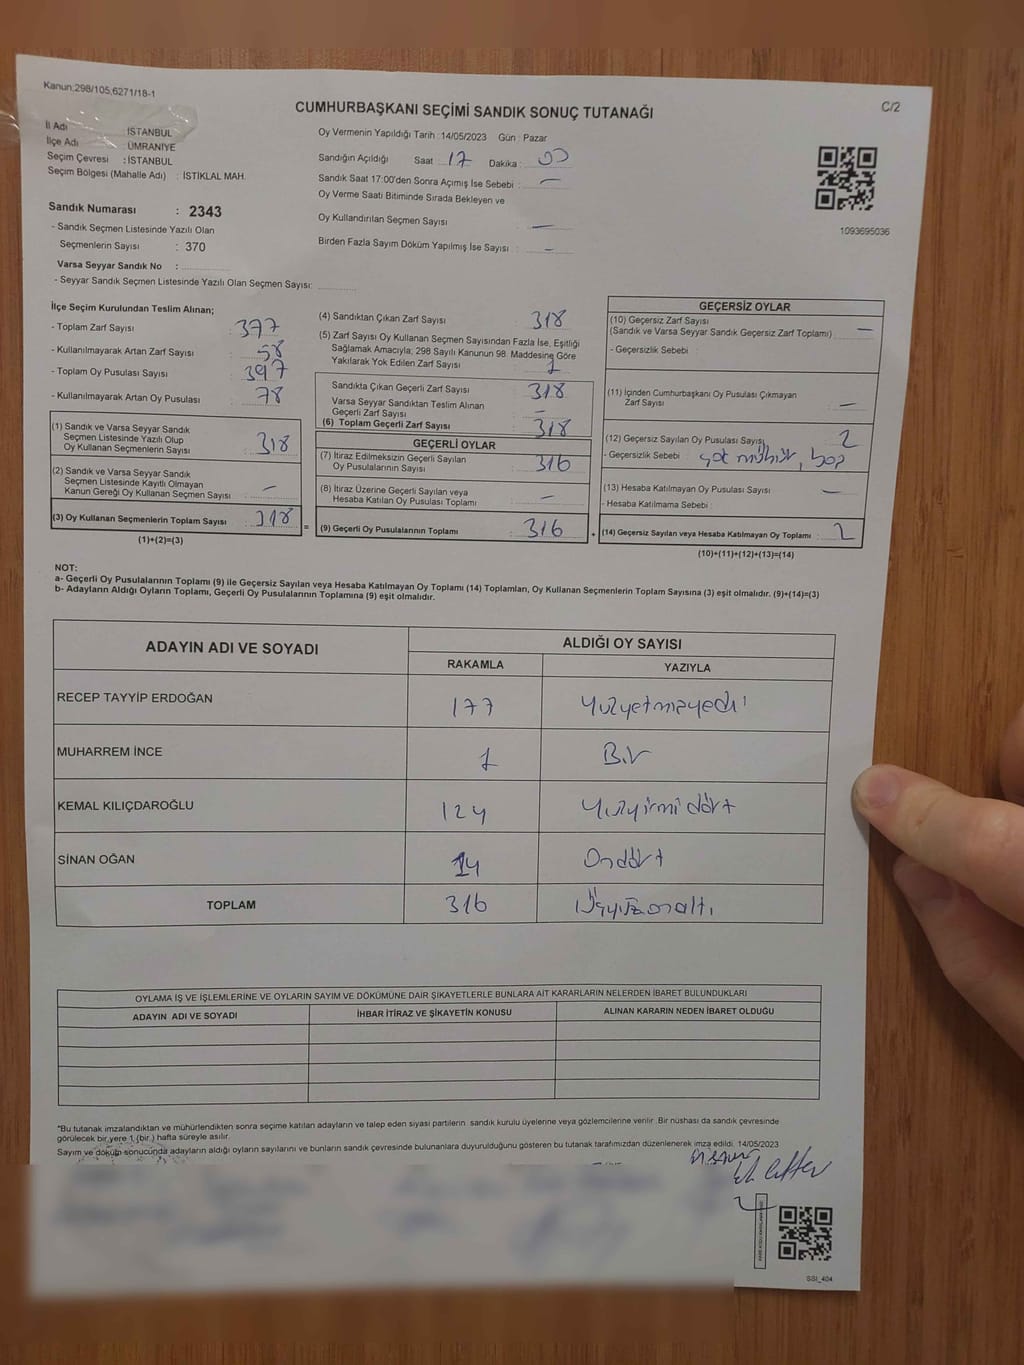 Kanun;298/105,6271/18-1
C/2
CUMHURBAŞKANI SEÇİMİ SANDIK SONUÇ TUTANAĞI
İl Adı : İSTANBUL
İlçe Adı : ÜMRANİYE
Seçim Çevresi : İSTANBUL
Seçim Bölgesi (Mahalle Adı) : İSTİKLAL MAH.
Sandık Numarası : 2343
- Sandık Seçmen Listesinde Yazılı Olan
Seçmenlerin Sayısı : 370
Varsa Seyyar Sandık No :
- Seyyar Sandık Seçmen Listesinde Yazılı Olan Seçmen Sayısı:
Oy Vermenin Yapıldığı Tarih : 14/05/2023 Gün : Pazar
Sandığın Açıldığı Saat : 17 Dakika : 00
Sandık Saat 17:00'den Sonra Açımış İse Sebebi : —
Oy Verme Saati Bitiminde Sırada Bekleyen ve
Oy Kullandırılan Seçmen Sayısı : —
Birden Fazla Sayım Döküm Yapılmış İse Sayısı : —
1093695036
İlçe Seçim Kurulundan Teslim Alınan;
- Toplam Zarf Sayısı : 377
- Kullanılmayarak Artan Zarf Sayısı : 58
- Toplam Oy Pusulası Sayısı : 397
- Kullanılmayarak Artan Oy Pusulası : 78
(1) Sandık ve Varsa Seyyar Sandık
Seçmen Listesinde Yazılı Olup
Oy Kullanan Seçmenlerin Sayısı : 318
(2) Sandık ve Varsa Seyyar Sandık
Seçmen Listesinde Kayıtlı Olmayan
Kanun Gereği Oy Kullanan Seçmen Sayısı : —
(3) Oy Kullanan Seçmenlerin Toplam Sayısı : 318
(1)+(2)=(3)
=
(4) Sandıktan Çıkan Zarf Sayısı : 318
(5) Zarf Sayısı Oy Kullanan Seçmen Sayısından Fazla İse, Eşitliği
Sağlamak Amacıyla, 298 Sayılı Kanunun 98. Maddesine Göre
Yakılarak Yok Edilen Zarf Sayısı : 1
Sandıkta Çıkan Geçerli Zarf Sayısı : 318
Varsa Seyyar Sandıktan Teslim Alınan
Geçerli Zarf Sayısı : —
(6) Toplam Geçerli Zarf Sayısı : 318
GEÇERLİ OYLAR
(7) İtiraz Edilmeksizin Geçerli Sayılan
Oy Pusulalarının Sayısı : 316
(8) İtiraz Üzerine Geçerli Sayılan veya
Hesaba Katılan Oy Pusulası Toplamı : —
(9) Geçerli Oy Pusulalarının Toplamı : 316
+
GEÇERSİZ OYLAR
(10) Geçersiz Zarf Sayısı
(Sandık ve Varsa Seyyar Sandık Geçersiz Zarf Toplamı) : —
- Geçersizlik Sebebi :
(11) İçinden Cumhurbaşkanı Oy Pusulası Çıkmayan
Zarf Sayısı : —
(12) Geçersiz Sayılan Oy Pusulası Sayısı : 2
- Geçersizlik Sebebi : çat mühür, boş
(13) Hesaba Katılmayan Oy Pusulası Sayısı : —
- Hesaba Katılmama Sebebi :
(14) Geçersiz Sayılan veya Hesaba Katılmayan Oy Toplamı : 2
(10)+(11)+(12)+(13)=(14)
NOT:
a- Geçerli Oy Pusulalarının Toplamı (9) ile Geçersiz Sayılan veya Hesaba Katılmayan Oy Toplamı (14) Toplamları, Oy Kullanan Seçmenlerin Toplam Sayısına (3) eşit olmalıdır. (9)+(14)=(3)
b- Adayların Aldığı Oyların Toplamı, Geçerli Oy Pusulalarının Toplamına (9) eşit olmalıdır.
ADAYIN ADI VE SOYADI ALDIĞI OY SAYISI
RAKAMLA YAZIYLA
RECEP TAYYİP ERDOĞAN 177 Yüzyetmişyedi
MUHARREM İNCE 1 Bir
KEMAL KILIÇDAROĞLU 124 Yüzyirmidört
SİNAN OĞAN 14 Ondört
TOPLAM 316 Üçyüzonaltı
OYLAMA İŞ VE İŞLEMLERİNE VE OYLARIN SAYIM VE DÖKÜMÜNE DAİR ŞİKAYETLERLE BUNLARA AİT KARARLARIN NELERDEN İBARET BULUNDUKLARI
ADAYIN ADI VE SOYADI İHBAR İTİRAZ VE ŞİKAYETİN KONUSU ALINAN KARARIN NEDEN İBARET OLDUĞU
"Bu tutanak imzalandıktan ve mühürlendikten sonra seçime katılan adayların ve talep eden siyasi partilerin sandık kurulu üyelerine veya gözlemcilerine verilir. Bir nüshası da sandık çevresinde
görülecek bir yere 1 (bir) hafta süreyle asılır.
Sayım ve döküm sonucunda adayların aldığı oyların sayılarını ve bunların sandık çevresinde bulunanlara duyurulduğunu gösteren bu tutanak tarafımızdan düzenlenerek imza edildi. 14/05/2023
SSI_404